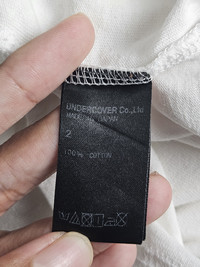 UNDERCOVER Co.,Ltd
MADE IN JAPAN
2
100% COTTON